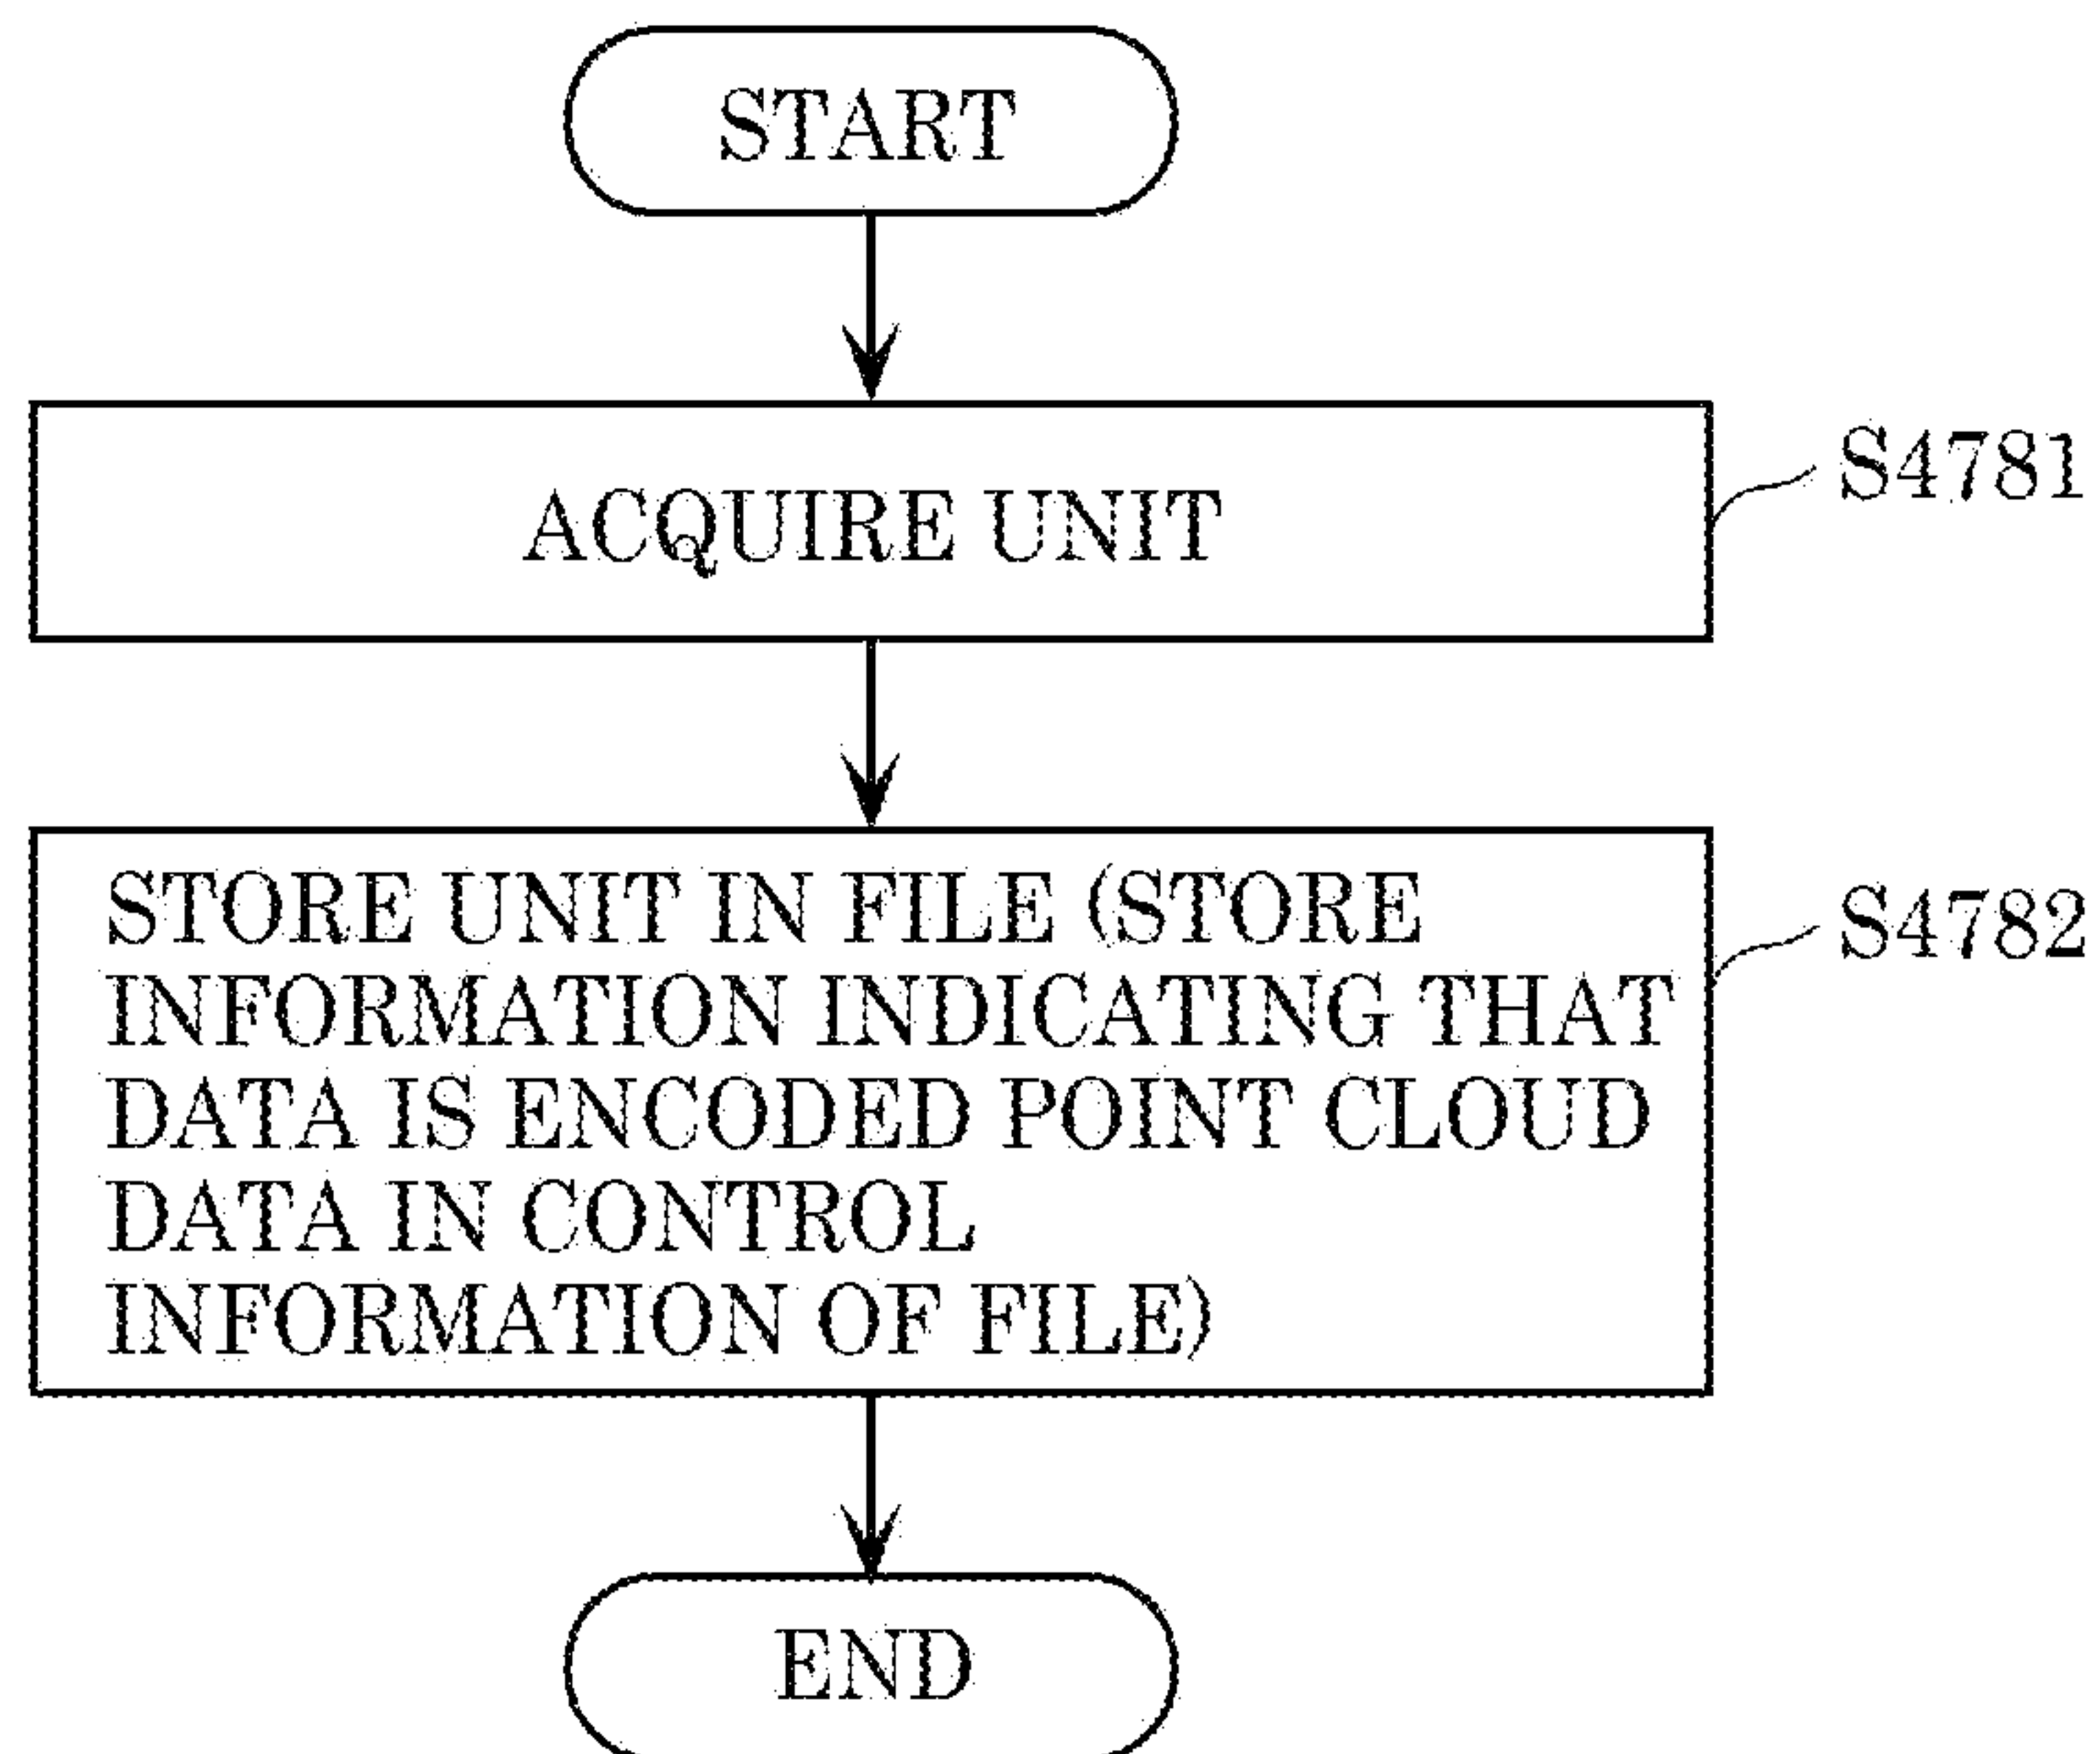 START
ACQUIRE UNIT
S4781
STORE UNIT IN FILE (STORE
INFORMATION INDICATING THAT
DATA IS ENCODED POINT CLOUD
DATA IN CONTROL
INFORMATION OF FILE)
S4782
END